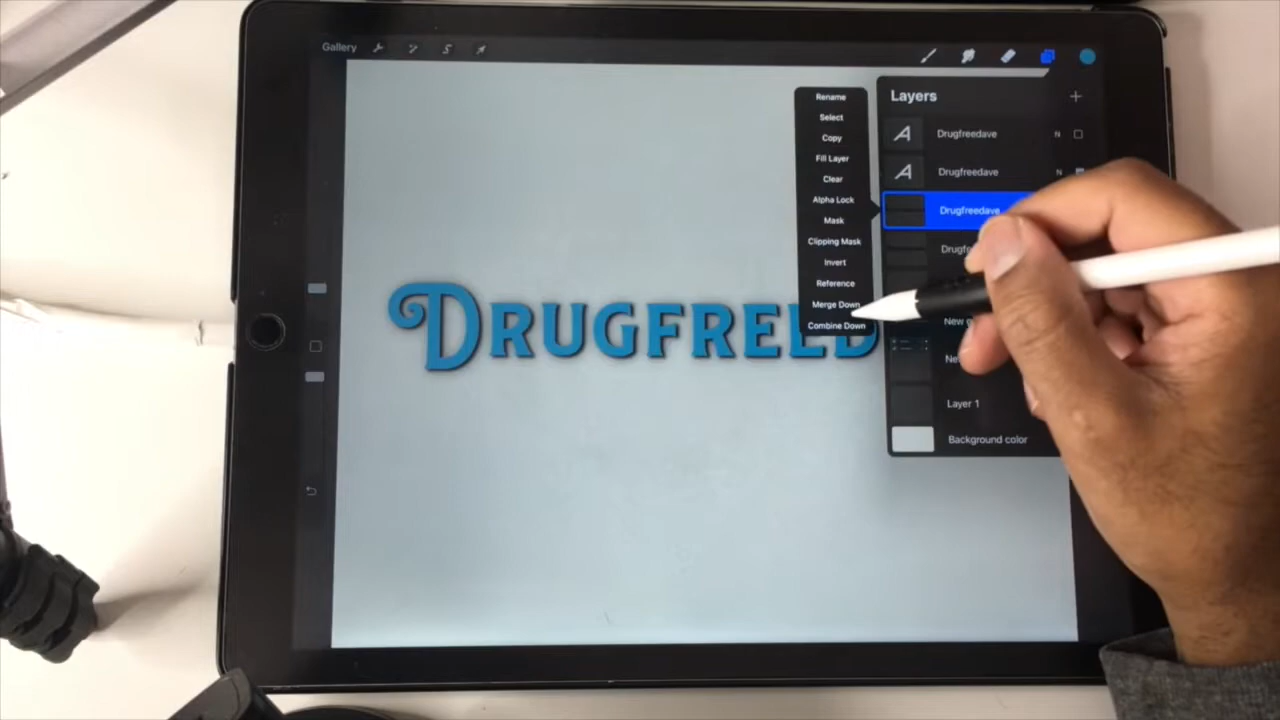 Gallery
Layers
Rename
Select
Copy
Fill Layer
Clear
Alpha Lock
Mask
Clipping Mask
Invert
Reference
Merge Down
Combine Down
Drugfreedave
N
Drugfreedave
N
Drugfreedave
Layer 1
Background color
DRUGFREED